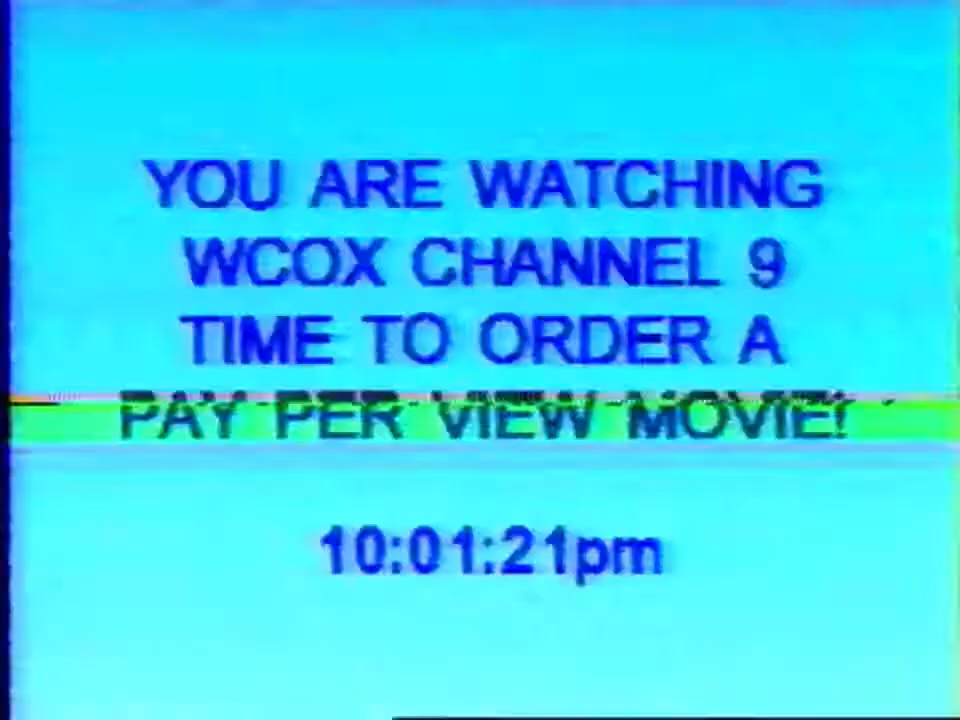 YOU ARE WATCHING
WCOX CHANNEL 9
TIME TO ORDER A
PAY PER VIEW MOVIE!
10:01:21pm